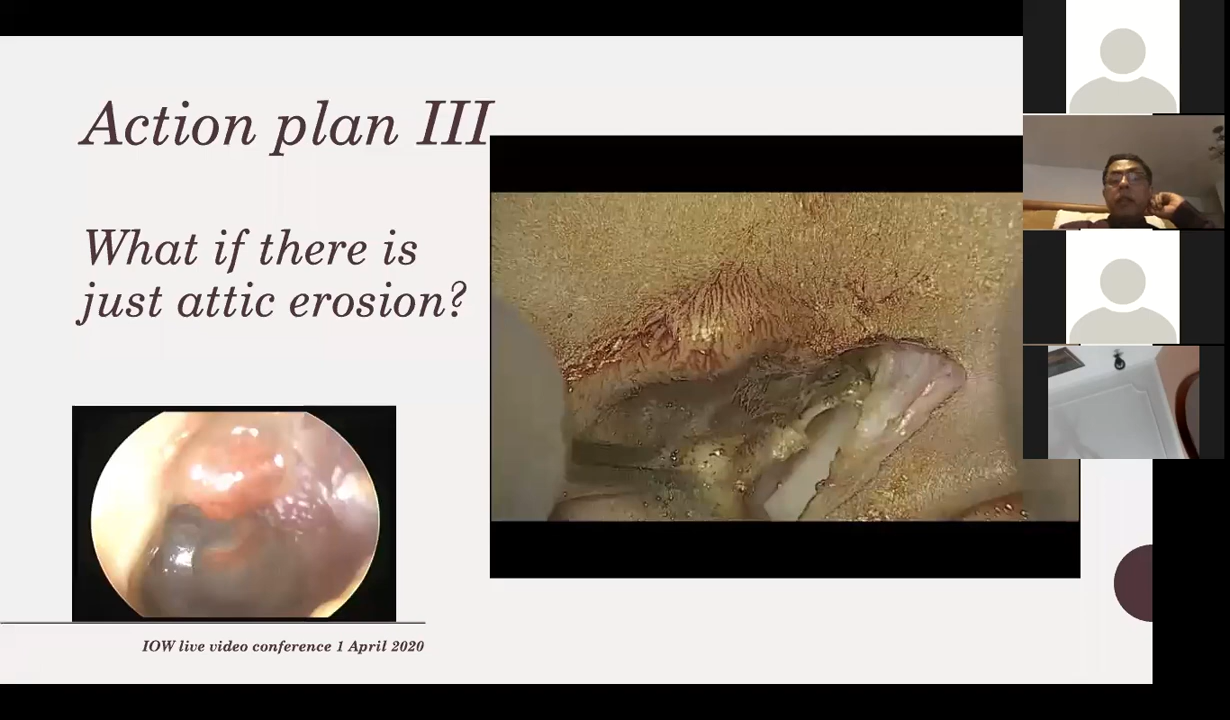 Action plan III
What if there is
just attic erosion?
IOW live video conference 1 April 2020